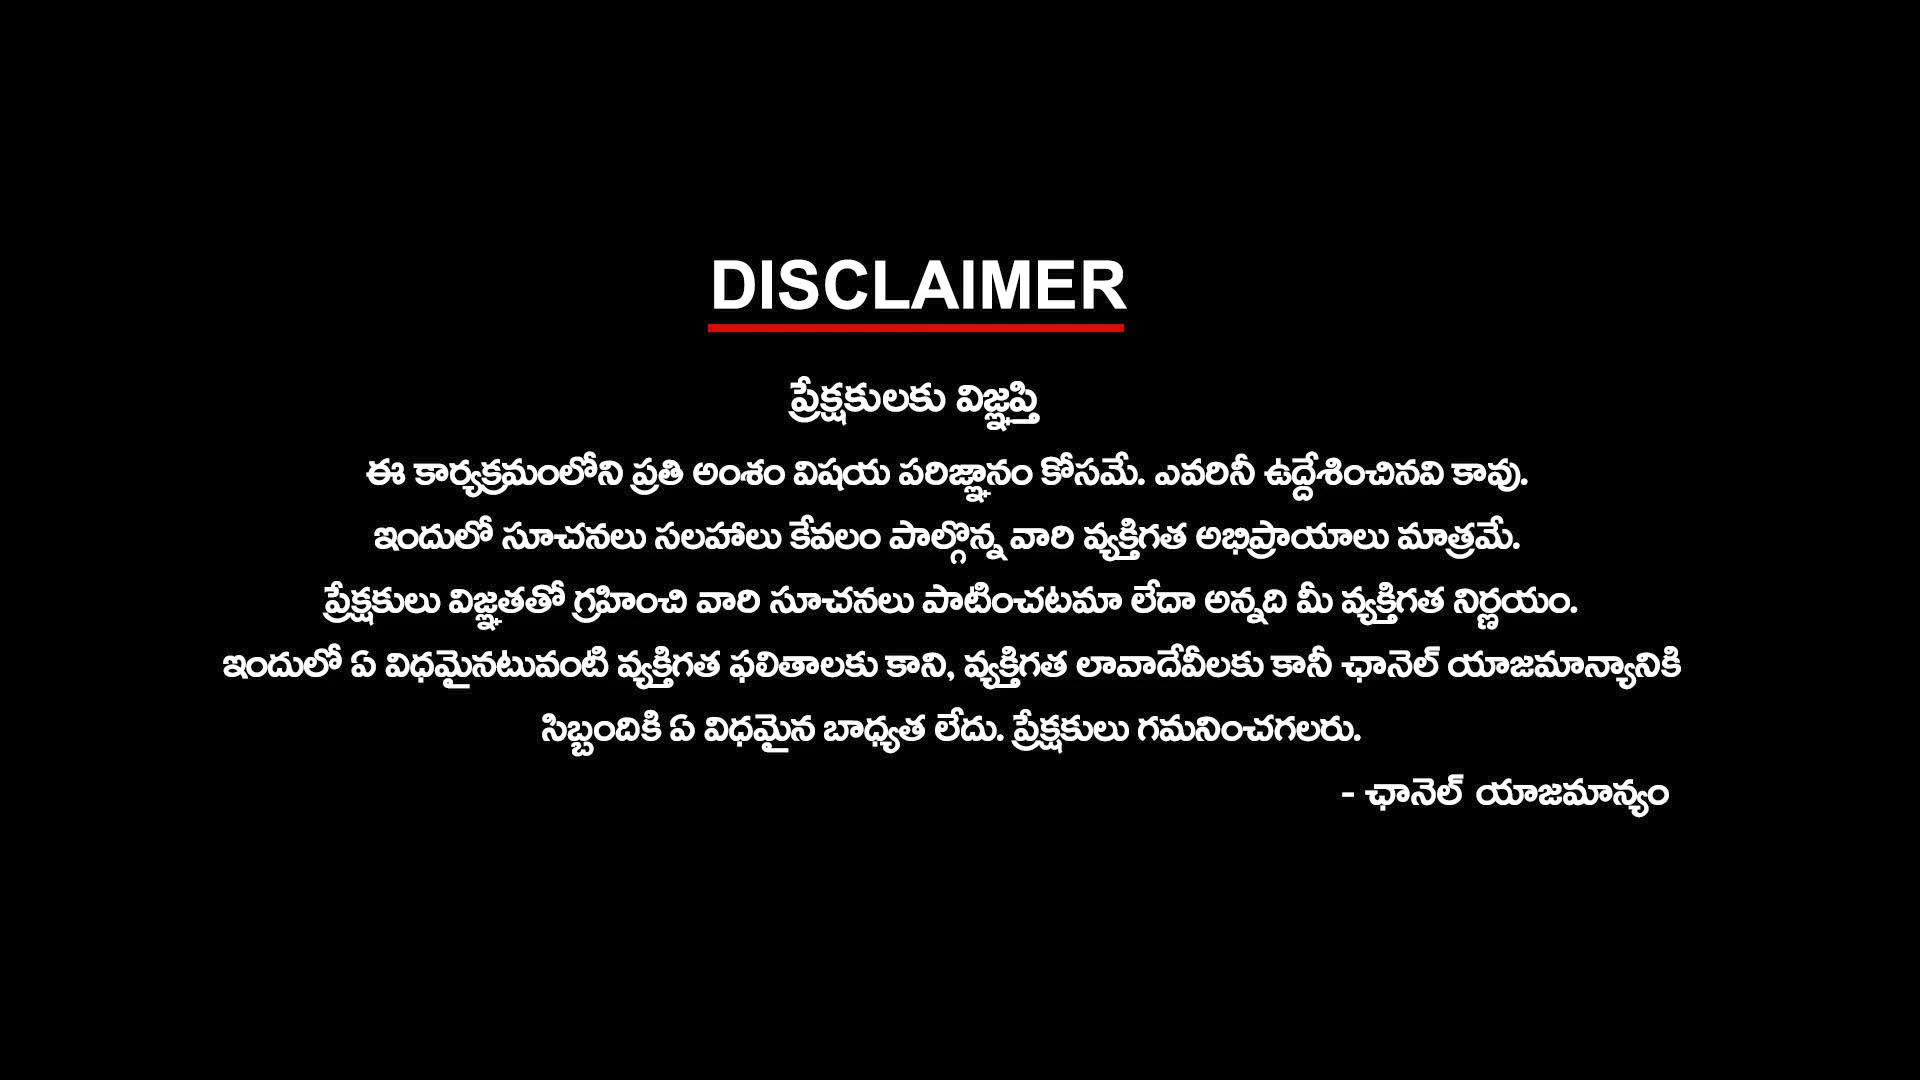 DISCLAIMER
ప్రేక్షకులకు విజ్ఞప్తి
ఈ కార్యక్రమంలోని ప్రతి అంశం విషయ పరిజ్ఞానం కోసమే. ఎవరినీ ఉద్దేశించినవి కావు.
ఇందులో సూచనలు సలహాలు కేవలం పాల్గొన్న వారి వ్యక్తిగత అభిప్రాయాలు మాత్రమే.
ప్రేక్షకులు విజ్ఞతతో గ్రహించి వారి సూచనలు పాటించటమా లేదా అన్నది మీ వ్యక్తిగత నిర్ణయం.
ఇందులో ఏ విధమైనటువంటి వ్యక్తిగత ఫలితాలకు కాని, వ్యక్తిగత లావాదేవీలకు కానీ ఛానెల్ యాజమాన్యానికి
సిబ్బందికి ఏ విధమైన బాధ్యత లేదు. ప్రేక్షకులు గమనించగలరు.
- ఛానెల్ యాజమాన్యం